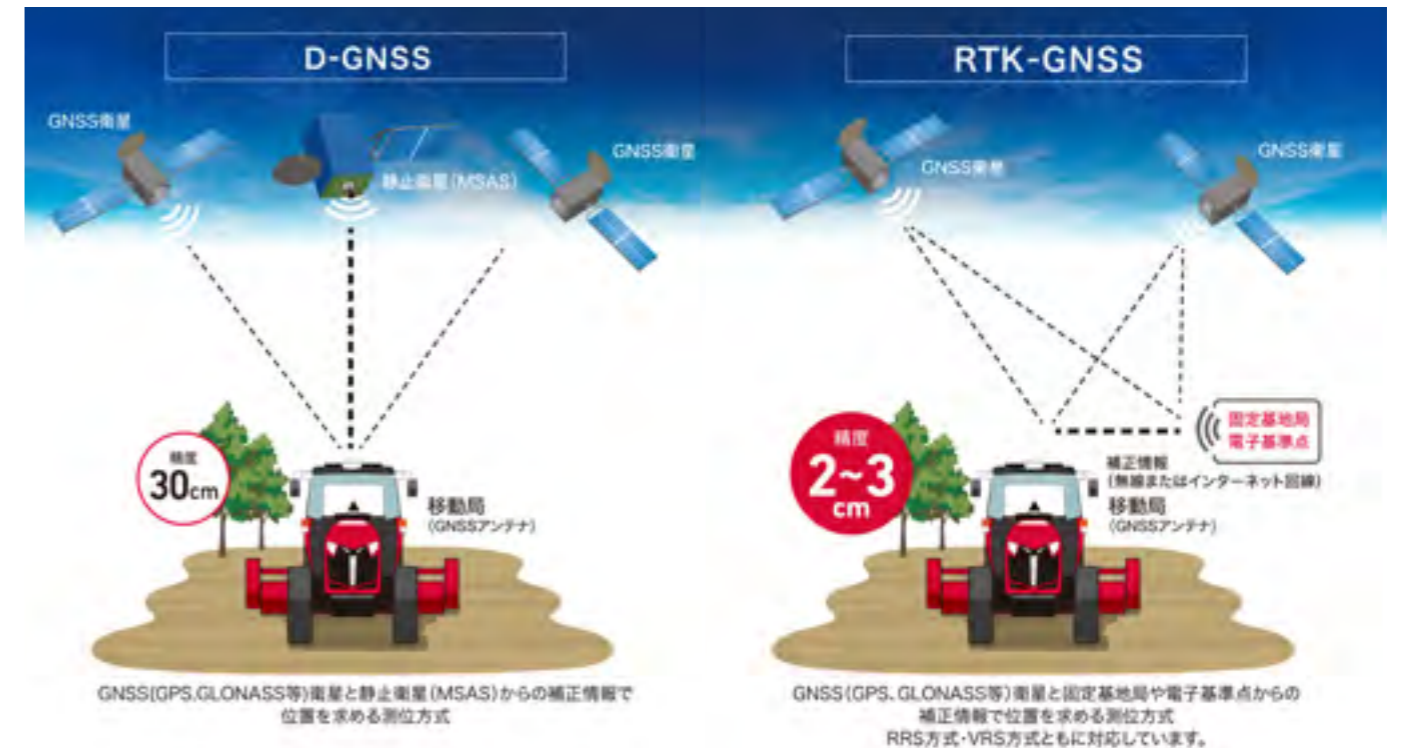 D-GNSS
GNSS衛星
静止衛星(MSAS)
GNSS衛星
精度
30cm
移動局
(GNSSアンテナ)
GNSS(GPS,GLONASS等)衛星と静止衛星(MSAS)からの補正情報で
位置を求める測位方式
RTK-GNSS
GNSS衛星
GNSS衛星
固定基地局
電子基準点
精度
2~3
cm
補正情報
(無線またはインターネット回線)
移動局
(GNSSアンテナ)
GNSS(GPS、GLONASS等)衛星と固定基地局や電子基準点からの
補正情報で位置を求める測位方式
RRS方式・VRS方式ともに対応しています。